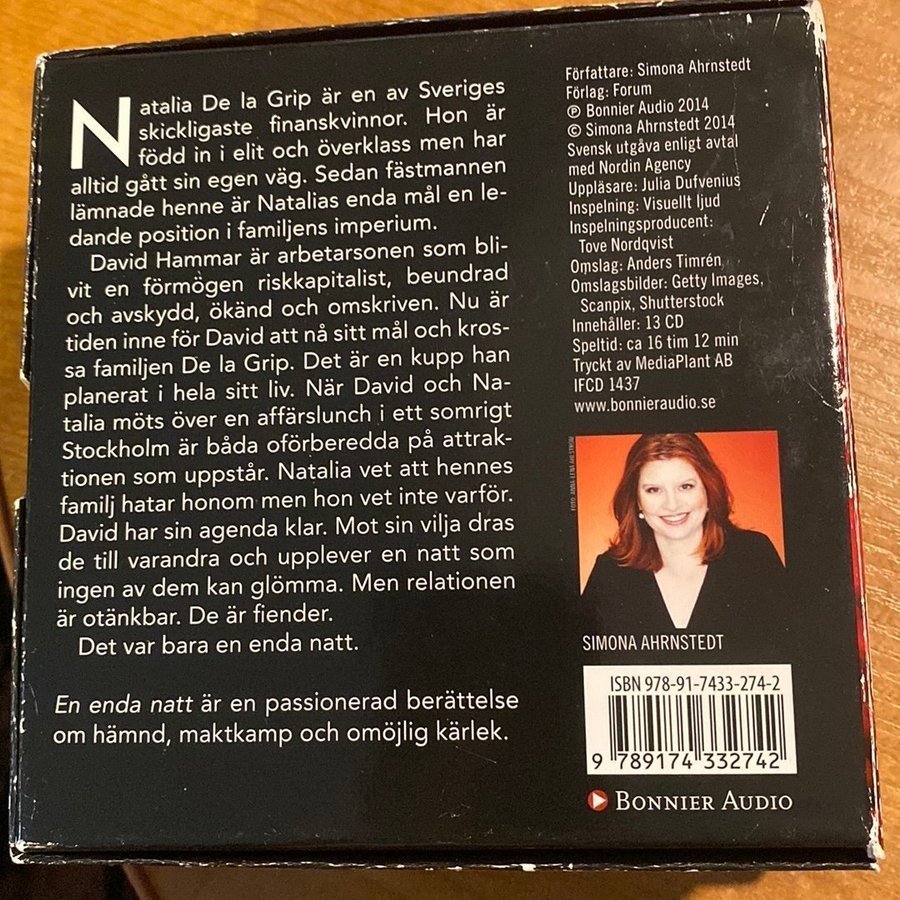 Natalia De la Grip är en av Sveriges
skickligaste finanskvinnor. Hon är
född in i elit och överklass men har
alltid gått sin egen väg. Sedan fästmannen
lämnade henne är Natalias enda mål en le-
dande position i familjens imperium.
David Hammar är arbetarsonen som bli-
vit en förmögen riskkapitalist, beundrad
och avskydd, ökänd och omskriven. Nu är
tiden inne för David att nå sitt mål och kros-
sa familjen De la Grip. Det är en kupp han
planerat i hela sitt liv. När David och Na-
talia möts över en affärslunch i ett somrigt
Stockholm är båda oförberedda på attrak-
tionen som uppstår. Natalia vet att hennes
familj hatar honom men hon vet inte varför.
David har sin agenda klar. Mot sin vilja dras
de till varandra och upplever en natt som
ingen av dem kan glömma. Men relationen
är otänkbar. De är fiender.
Det var bara en enda natt.
En enda natt är en passionerad berättelse
om hämnd, maktkamp och omöjlig kärlek.
Författare: Simona Ahrnstedt
Förlag: Forum
℗ Bonnier Audio 2014
© Simona Ahrnstedt 2014
Svensk utgåva enligt avtal
med Nordin Agency
Uppläsare: Julia Dufvenius
Inspelning: Visuellt ljud
Inspelningsproducent:
Tove Nordqvist
Omslag: Anders Timrén
Omslagsbilder: Getty Images,
Scanpix, Shutterstock
Innehåller: 13 CD
Speltid: ca 16 tim 12 min
Tryckt av MediaPlant AB
IFCD 1437
www.bonnieraudio.se
FOTO: ANNA-LENA AHLSTRÖM
SIMONA AHRNSTEDT
ISBN 978-91-7433-274-2
9 789174 332742
BONNIER AUDIO